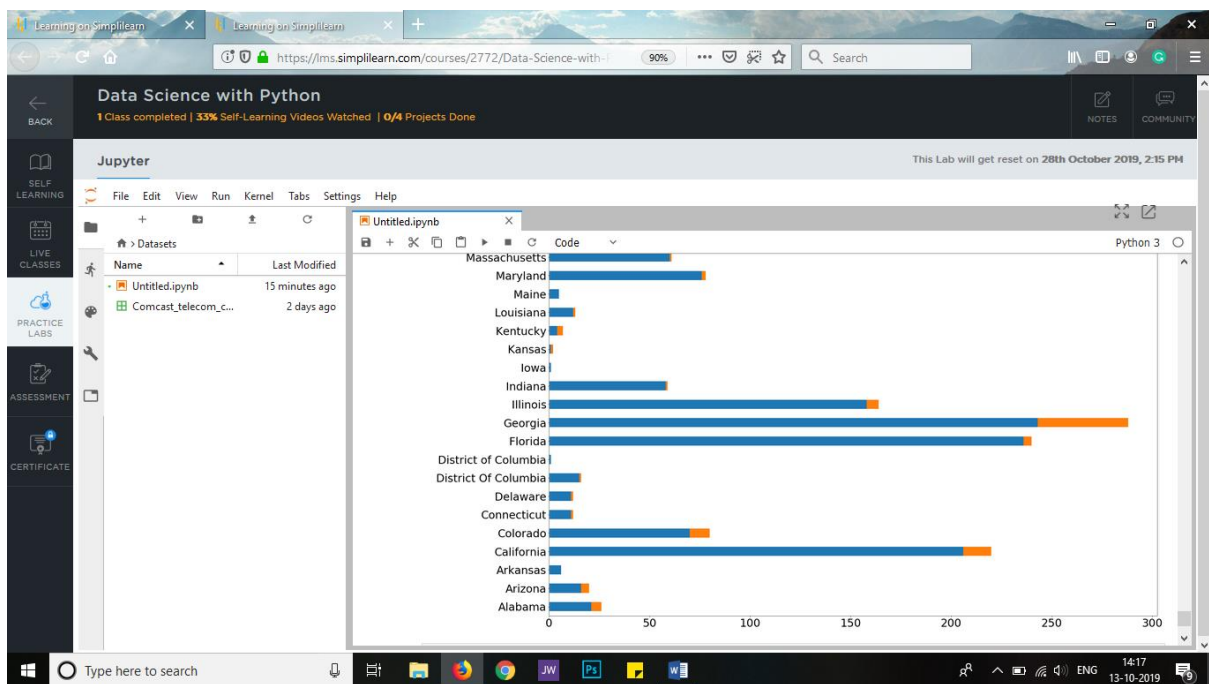 Learning on Simplilearn
Learning on Simplilearn
https://lms.simplilearn.com/courses/2772/Data-Science-with-
90%
Search
BACK
Data Science with Python
1 Class completed | 33% Self-Learning Videos Watched | 0/4 Projects Done
NOTES
COMMUNITY
SELF LEARNING
LIVE CLASSES
PRACTICE LABS
ASSESSMENT
CERTIFICATE
Jupyter
This Lab will get reset on 28th October 2019, 2:15 PM
File Edit View Run Kernel Tabs Settings Help
> Datasets
Name Last Modified
Untitled.ipynb 15 minutes ago
Comcast_telecom_c... 2 days ago
Untitled.ipynb
Code
Python 3
Massachusetts
Maryland
Maine
Louisiana
Kentucky
Kansas
Iowa
Indiana
Illinois
Georgia
Florida
District of Columbia
District Of Columbia
Delaware
Connecticut
Colorado
California
Arkansas
Arizona
Alabama
0 50 100 150 200 250 300
Type here to search
JW
Ps
ENG
14:17
13-10-2019
9